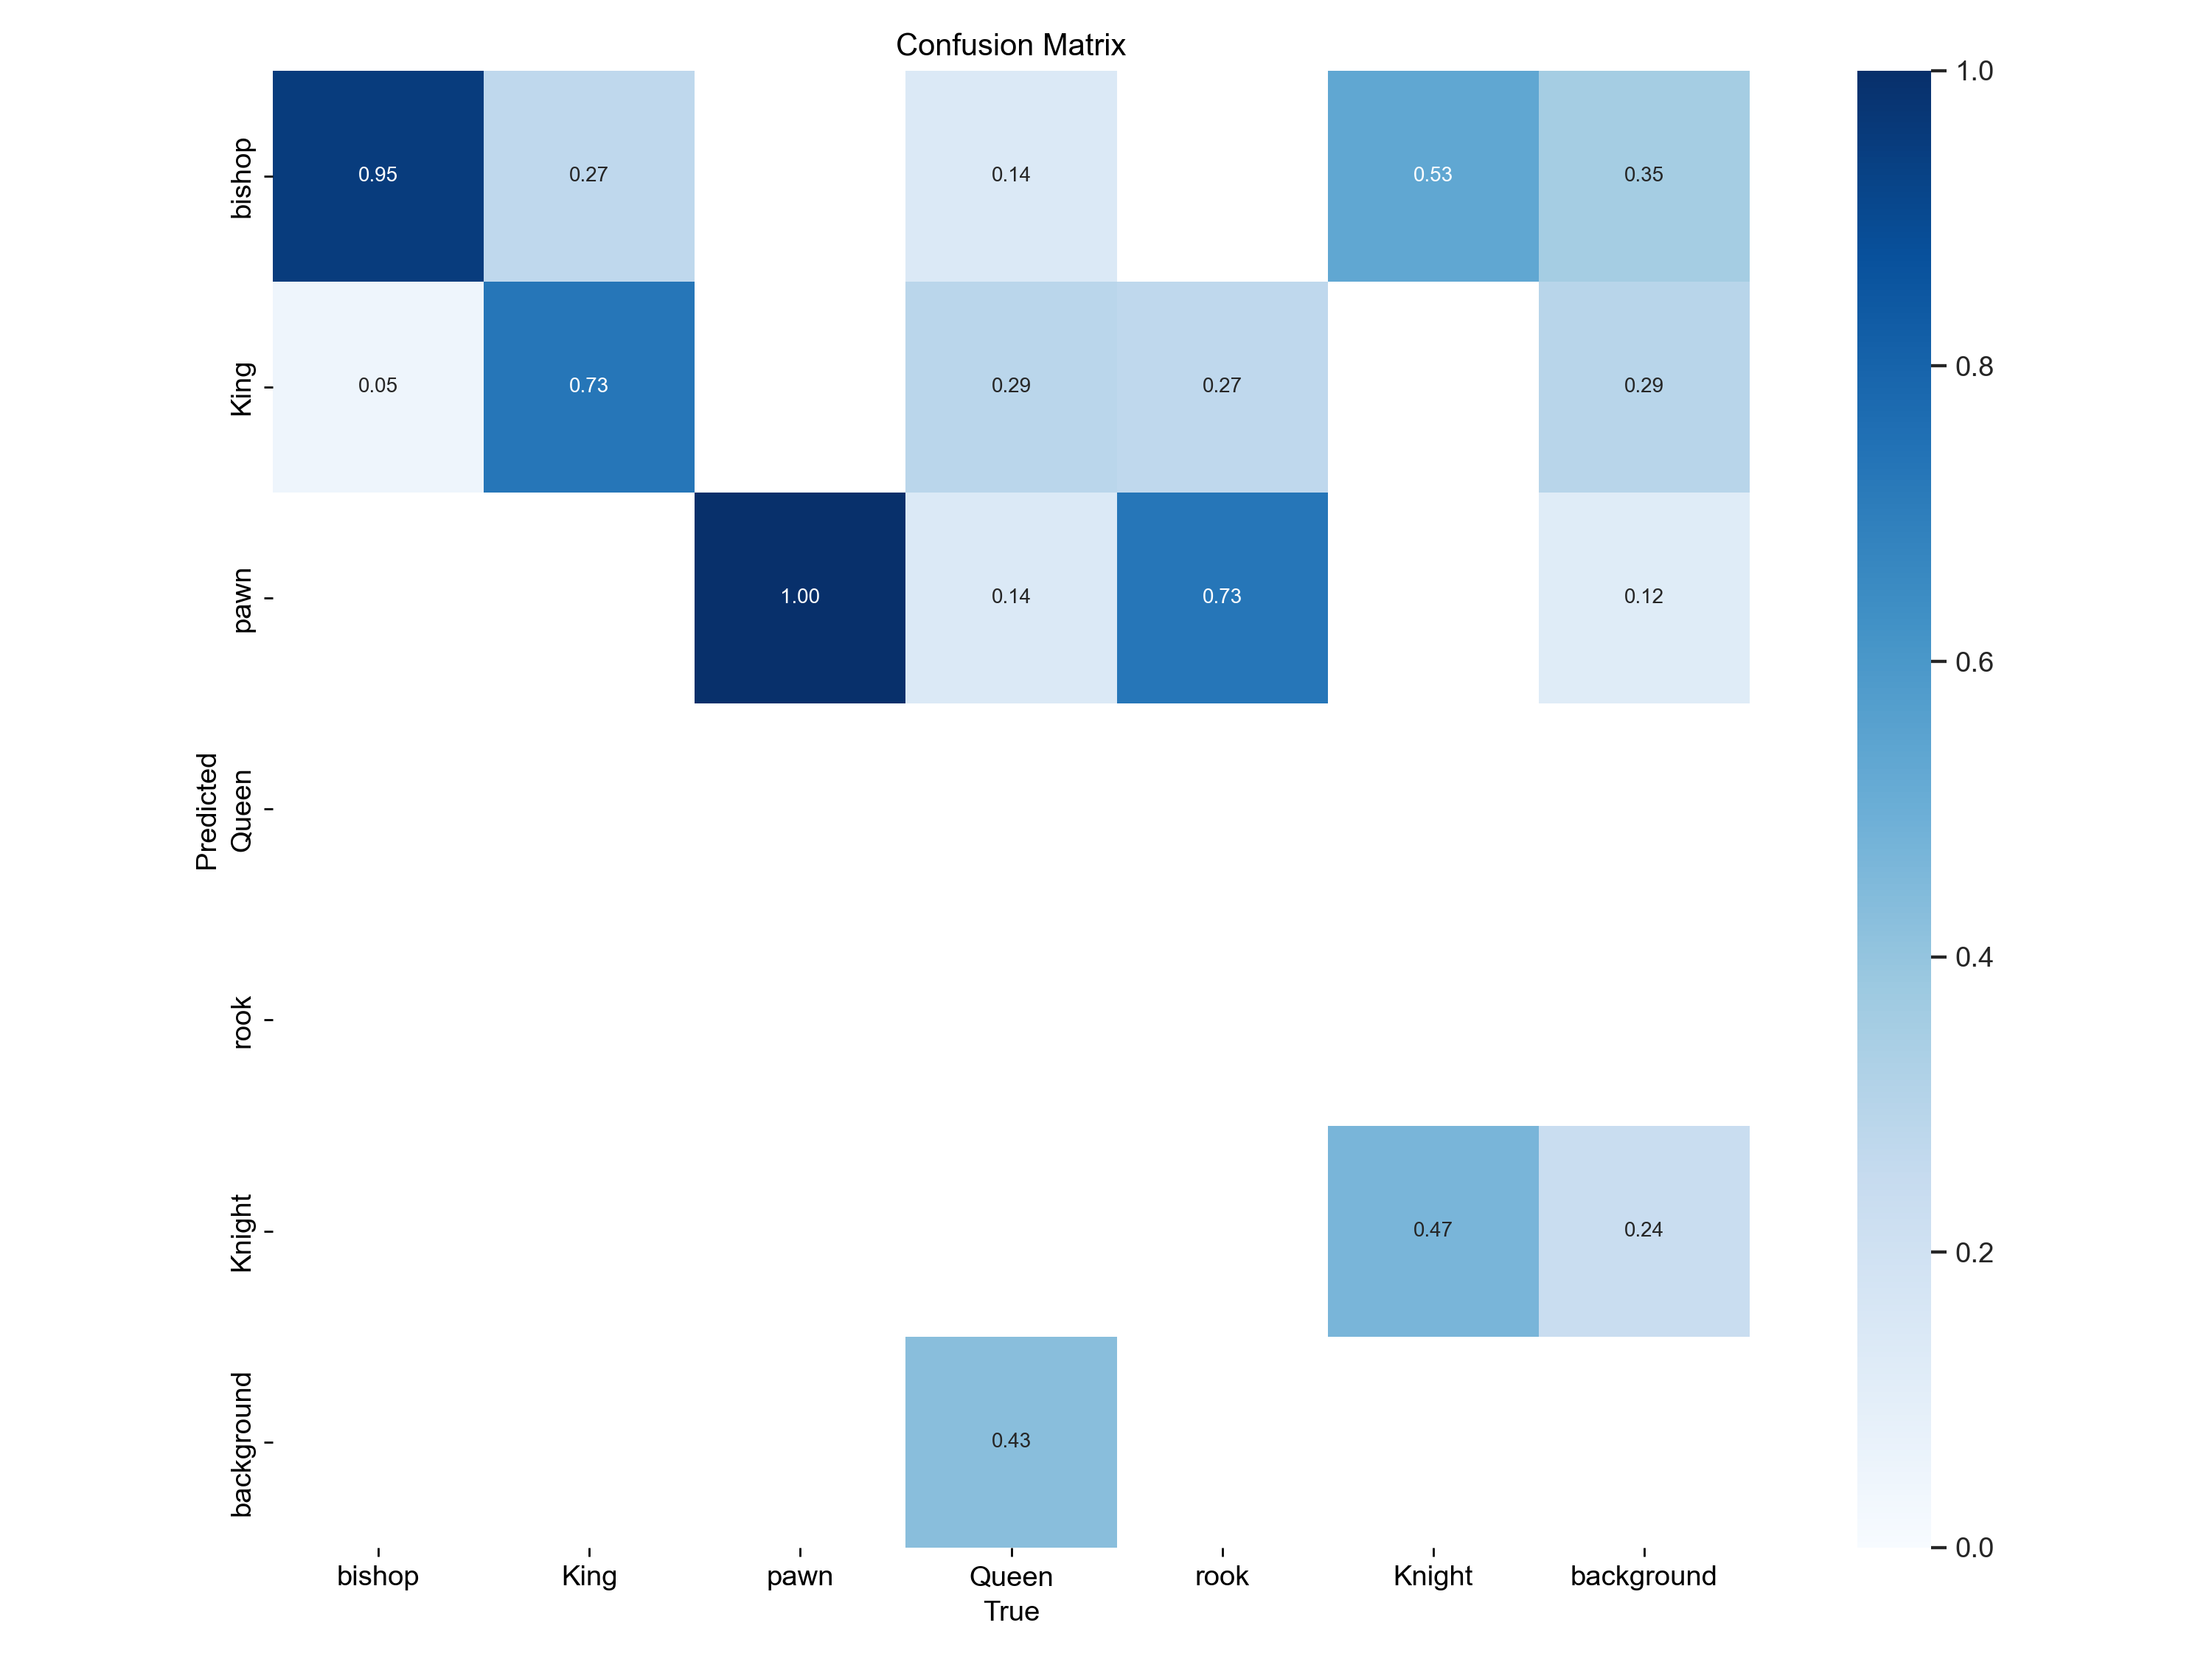 Confusion Matrix
bishop
0.95 0.27 0.14 0.53 0.35
King
0.05 0.73 0.29 0.27 0.29
pawn
1.00 0.14 0.73 0.12
Predicted
Queen
rook
Knight
0.47 0.24
background
0.43
bishop King pawn Queen rook Knight background
True
1.0
0.8
0.6
0.4
0.2
0.0